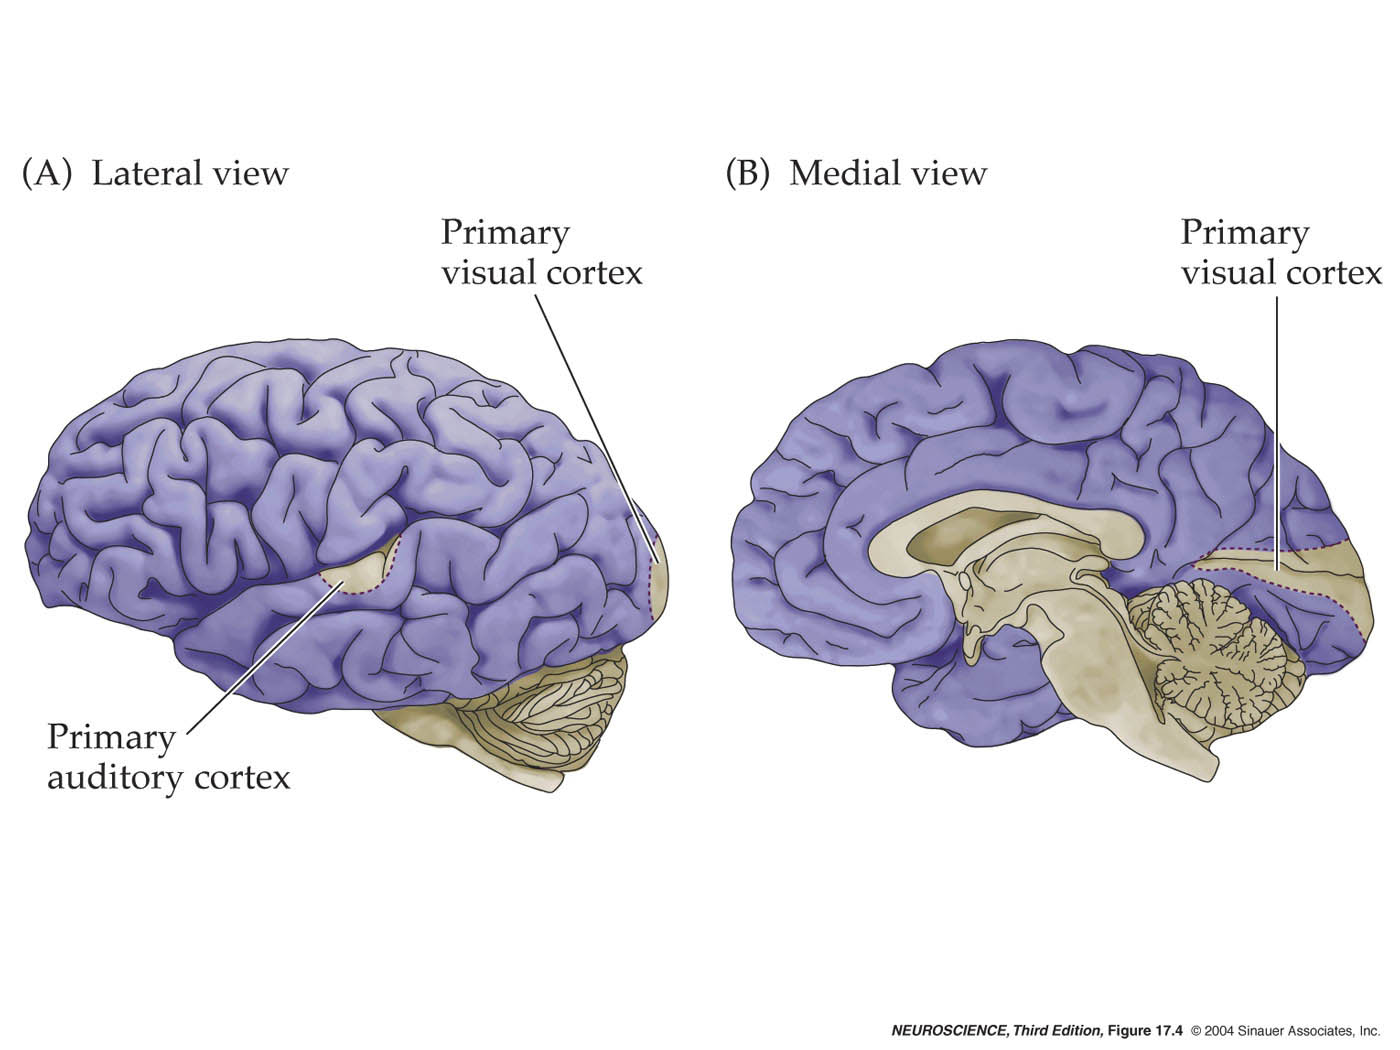 (A) Lateral view
Primary
visual cortex
Primary
auditory cortex
(B) Medial view
Primary
visual cortex
NEUROSCIENCE, Third Edition, Figure 17.4 © 2004 Sinauer Associates, Inc.